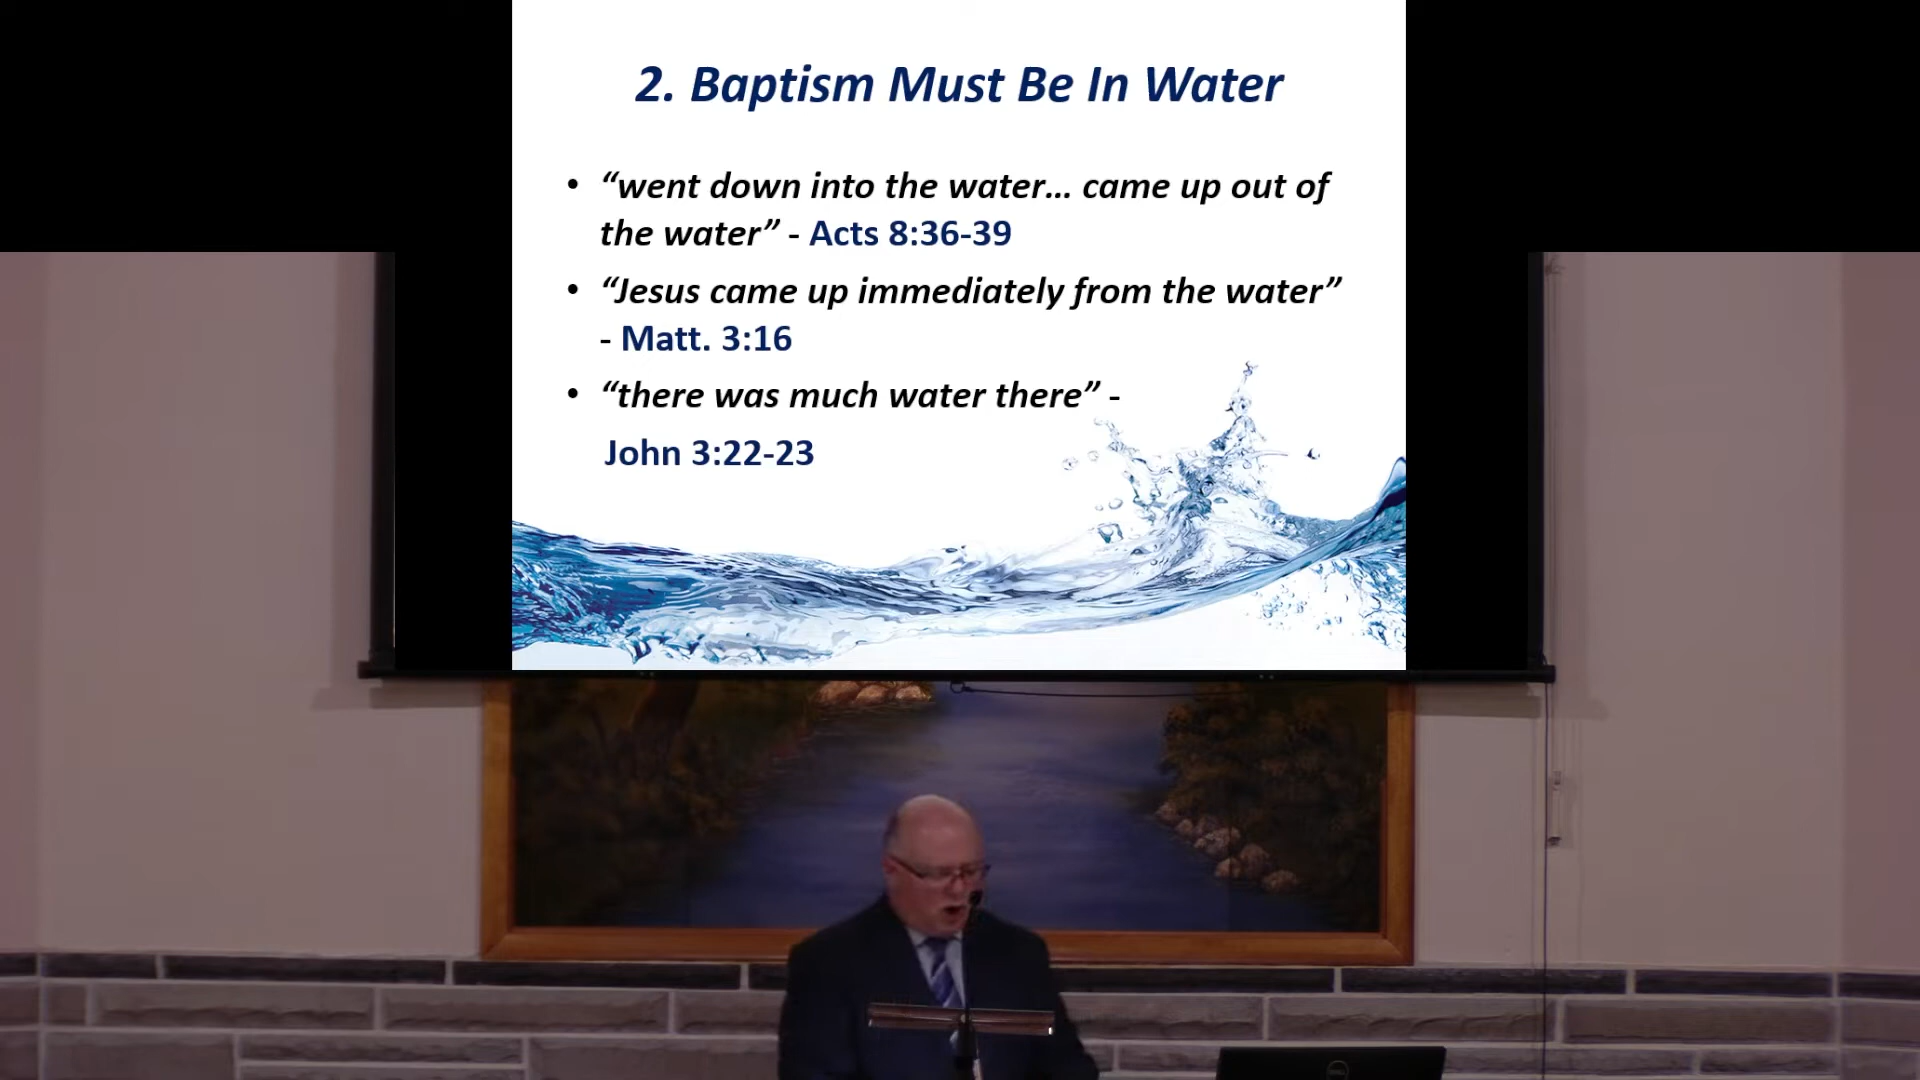 2. Baptism Must Be In Water
• “went down into the water… came up out of
the water” - Acts 8:36-39
• “Jesus came up immediately from the water”
- Matt. 3:16
• “there was much water there” -
John 3:22-23
DELL